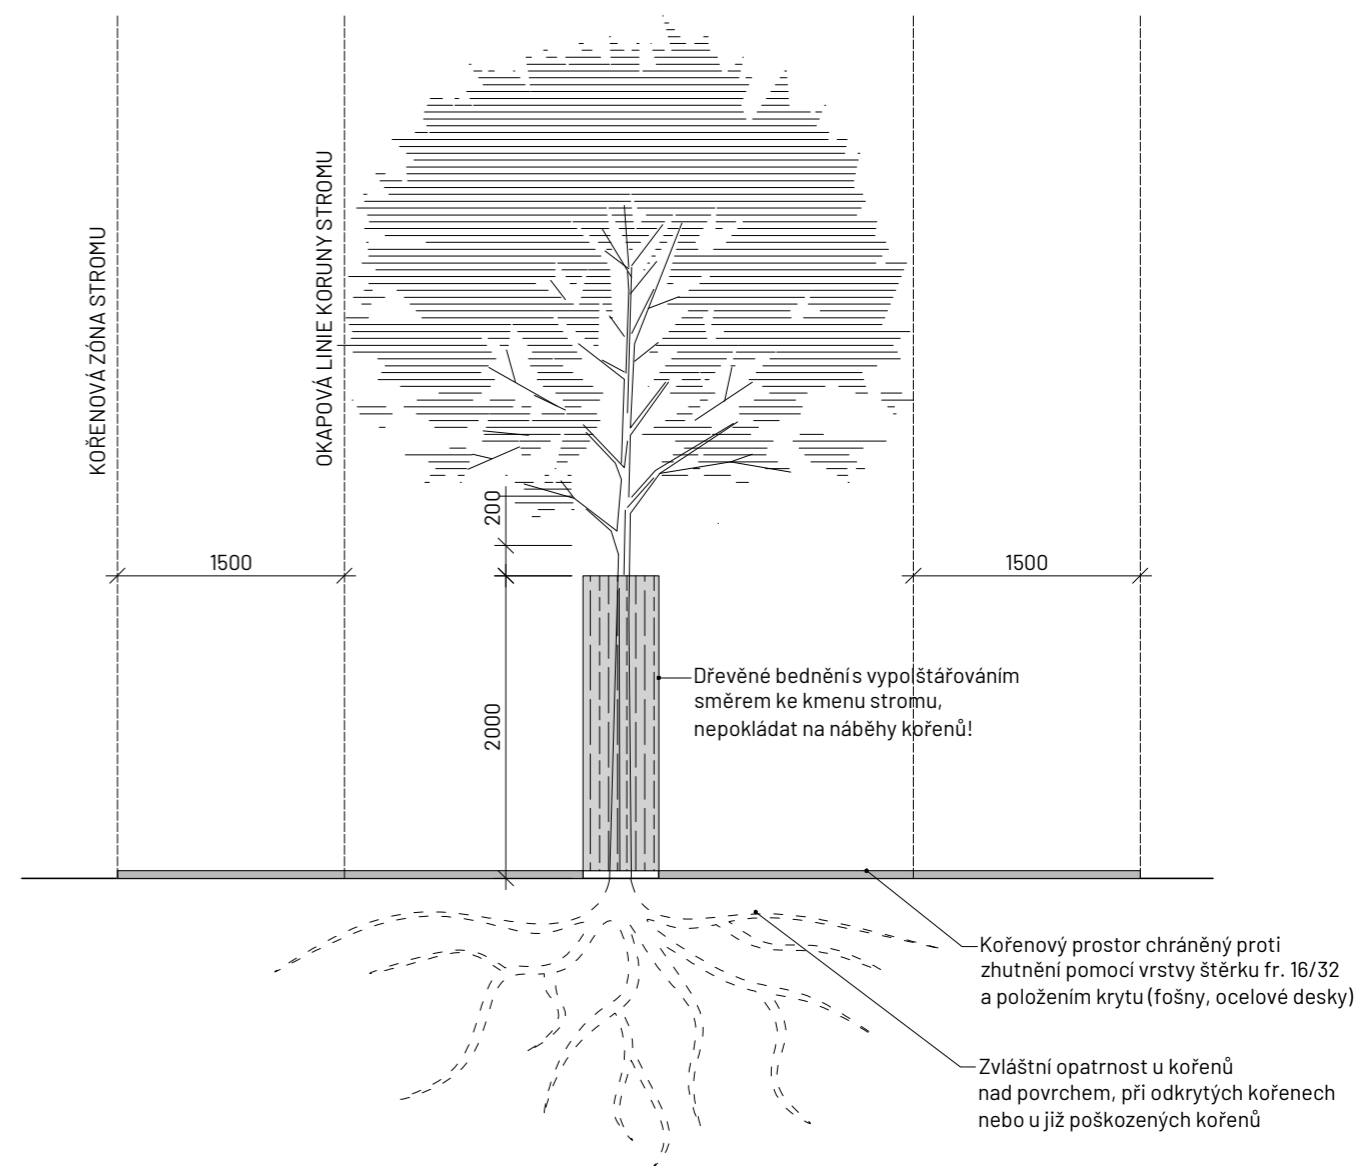 KOŘENOVÁ ZÓNA STROMU
OKAPOVÁ LINIE KORUNY STROMU
200
1500
1500
2000
Dřevěné bednění s vypolštářováním
směrem ke kmenu stromu,
nepokládat na náběhy kořenů!
Kořenový prostor chráněný proti
zhutnění pomocí vrstvy štěrku fr. 16/32
a položením krytu (fošny, ocelové desky)
Zvláštní opatrnost u kořenů
nad povrchem, při odkrytých kořenech
nebo u již poškozených kořenů